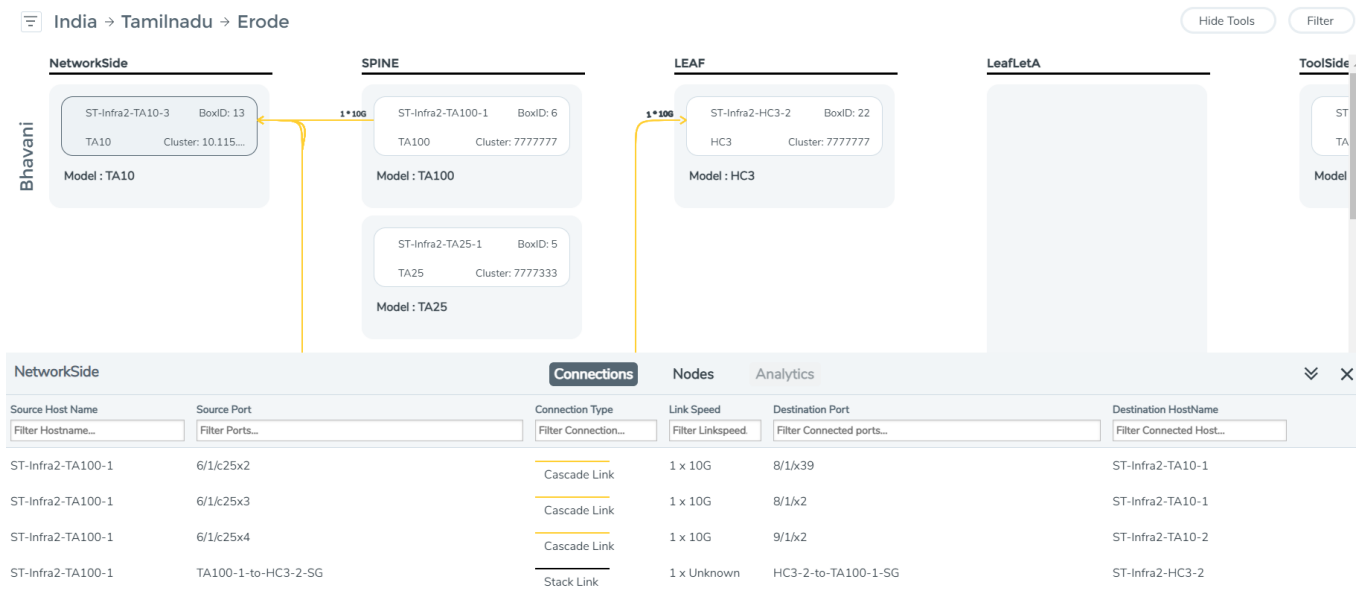 India → Tamilnadu → Erode
Hide Tools
Filter
NetworkSide
SPINE
LEAF
LeafLetA
ToolSide
Bhavani
ST-Infra2-TA10-3 BoxID: 13
TA10 Cluster: 10.115....
Model : TA10
1 * 10G
ST-Infra2-TA100-1 BoxID: 6
TA100 Cluster: 7777777
Model : TA100
ST-Infra2-TA25-1 BoxID: 5
TA25 Cluster: 7777333
Model : TA25
1 * 10G
ST-Infra2-HC3-2 BoxID: 22
HC3 Cluster: 7777777
Model : HC3
ST
TA
Model
NetworkSide
Connections
Nodes
Analytics
Source Host Name Source Port Connection Type Link Speed Destination Port Destination HostName
Filter Hostname... Filter Ports... Filter Connection... Filter Linkspeed. Filter Connected ports... Filter Connected Host...
ST-Infra2-TA100-1 6/1/c25x2 Cascade Link 1 x 10G 8/1/x39 ST-Infra2-TA10-1
ST-Infra2-TA100-1 6/1/c25x3 Cascade Link 1 x 10G 8/1/x2 ST-Infra2-TA10-1
ST-Infra2-TA100-1 6/1/c25x4 Cascade Link 1 x 10G 9/1/x2 ST-Infra2-TA10-2
ST-Infra2-TA100-1 TA100-1-to-HC3-2-SG Stack Link 1 x Unknown HC3-2-to-TA100-1-SG ST-Infra2-HC3-2